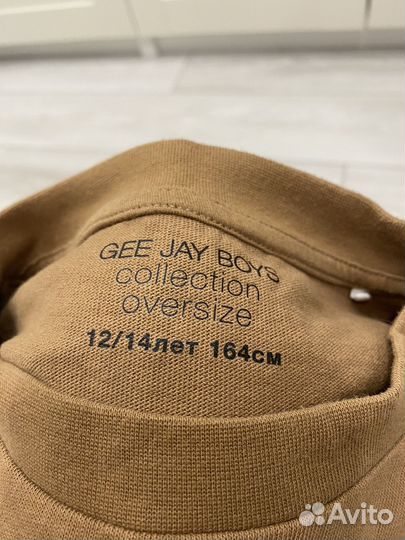 GEE JAY BOYS
collection
oversize
12/14лет 164см
Avito